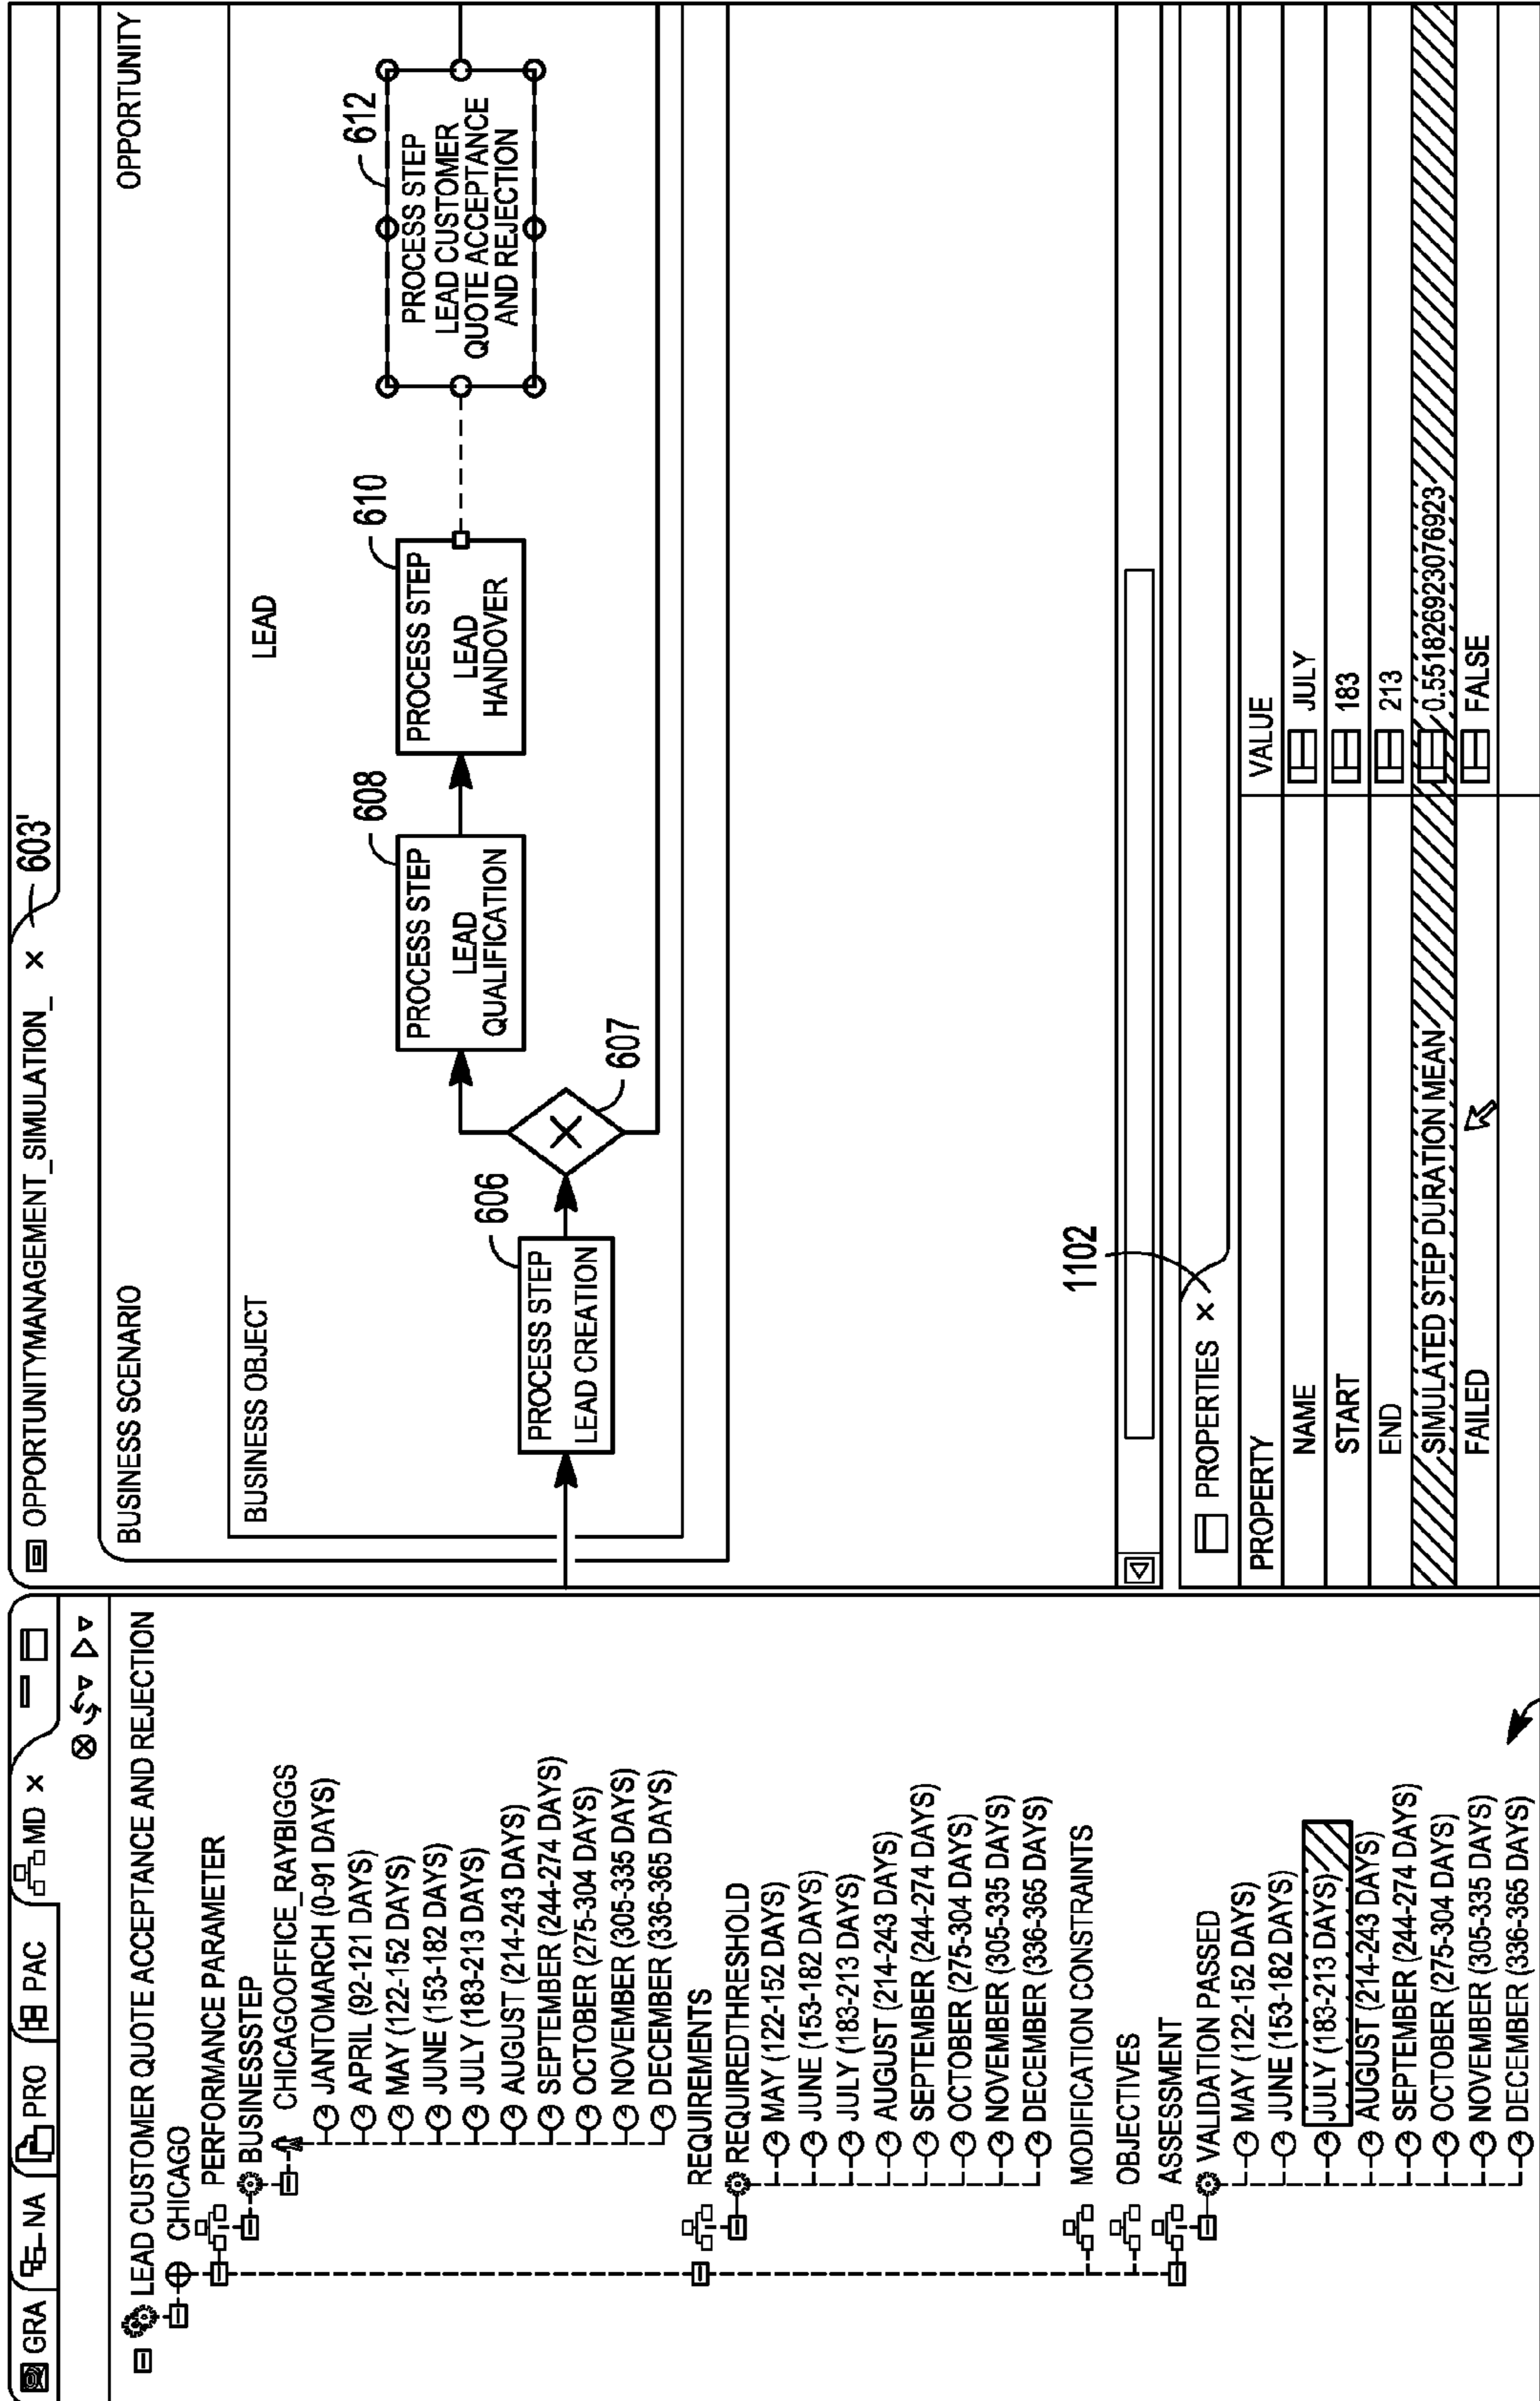 GRA
NA
PRO
PAC
MD ×
LEAD CUSTOMER QUOTE ACCEPTANCE AND REJECTION
CHICAGO
PERFORMANCE PARAMETER
BUSINESSSTEP
CHICAGOOFFICE_RAYBIGGS
JANTOMARCH (0-91 DAYS)
APRIL (92-121 DAYS)
MAY (122-152 DAYS)
JUNE (153-182 DAYS)
JULY (183-213 DAYS)
AUGUST (214-243 DAYS)
SEPTEMBER (244-274 DAYS)
OCTOBER (275-304 DAYS)
NOVEMBER (305-335 DAYS)
DECEMBER (336-365 DAYS)
REQUIREMENTS
REQUIREDTHRESHOLD
MAY (122-152 DAYS)
JUNE (153-182 DAYS)
JULY (183-213 DAYS)
AUGUST (214-243 DAYS)
SEPTEMBER (244-274 DAYS)
OCTOBER (275-304 DAYS)
NOVEMBER (305-335 DAYS)
DECEMBER (336-365 DAYS)
MODIFICATION CONSTRAINTS
OBJECTIVES
ASSESSMENT
VALIDATION PASSED
MAY (122-152 DAYS)
JUNE (153-182 DAYS)
JULY (183-213 DAYS)
AUGUST (214-243 DAYS)
SEPTEMBER (244-274 DAYS)
OCTOBER (275-304 DAYS)
NOVEMBER (305-335 DAYS)
DECEMBER (336-365 DAYS)
OPPORTUNITYMANAGEMENT_SIMULATION_ ×
603'
BUSINESS SCENARIO
OPPORTUNITY
BUSINESS OBJECT
LEAD
606
PROCESS STEP
LEAD CREATION
607
608
PROCESS STEP
LEAD
QUALIFICATION
610
PROCESS STEP
LEAD
HANDOVER
612
PROCESS STEP
LEAD CUSTOMER
QUOTE ACCEPTANCE
AND REJECTION
1102
PROPERTIES ×
PROPERTY VALUE
NAME JULY
START 183
END 213
SIMULATED STEP DURATION MEAN 0.5518269230769​23
FAILED FALSE